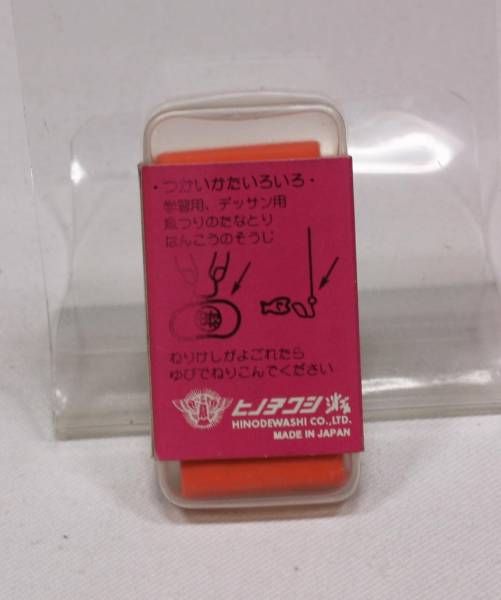 ・つかいかたいろいろ・
学習用、デッサン用
魚つりのたなとり
はんこうのそうじ
ねりけしがよごれたら
ゆびでねりこんでください
ヒノデワシ
HINODEWASHI CO.,LTD.
MADE IN JAPAN